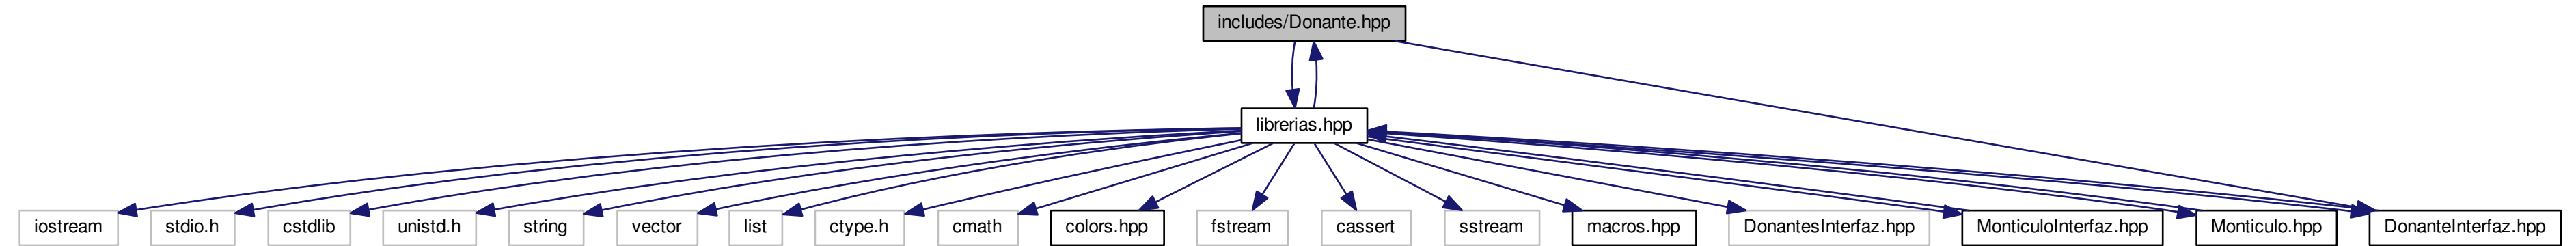 includes/Donante.hpp
librerias.hpp
iostream
stdio.h
cstdlib
unistd.h
string
vector
list
ctype.h
cmath
colors.hpp
fstream
cassert
sstream
macros.hpp
DonantesInterfaz.hpp
MonticuloInterfaz.hpp
Monticulo.hpp
DonanteInterfaz.hpp